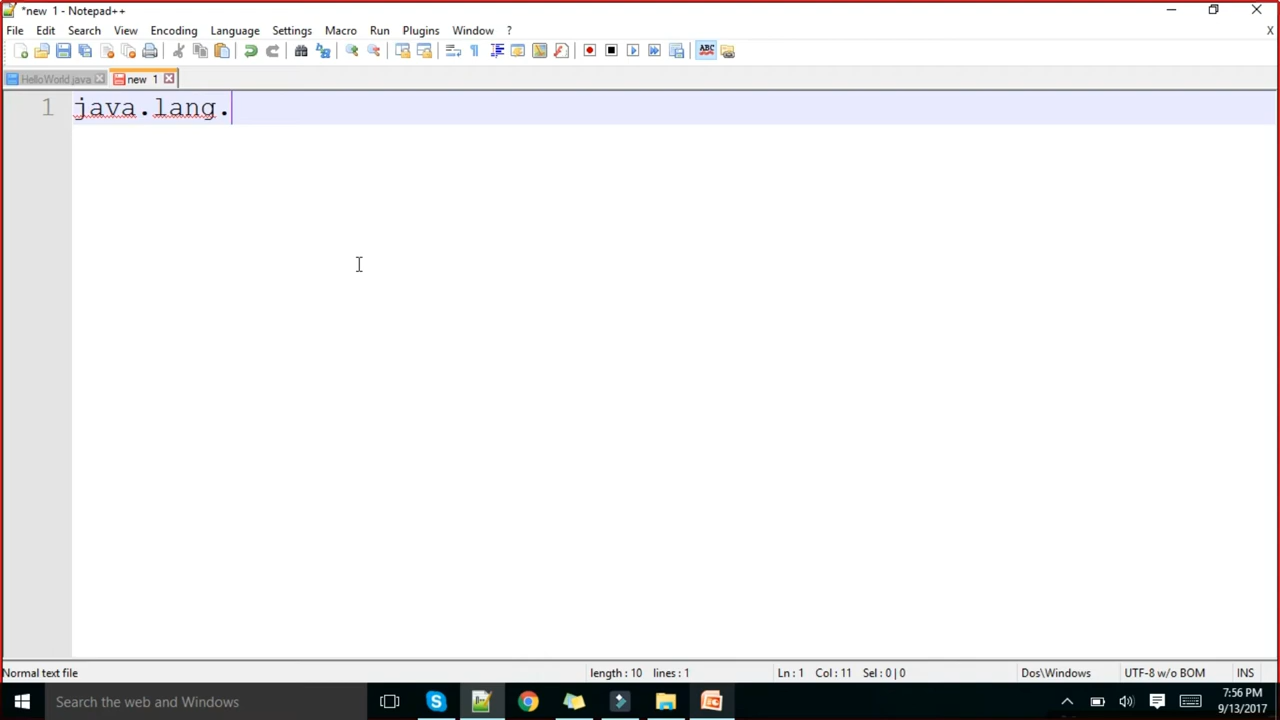 *new 1 - Notepad++
File Edit Search View Encoding Language Settings Macro Run Plugins Window ? X
ABC
HelloWorld.java new 1
1 java.lang.
Normal text file length : 10 lines : 1 Ln : 1 Col : 11 Sel : 0 | 0 Dos\Windows UTF-8 w/o BOM INS
Search the web and Windows
7:56 PM
9/13/2017